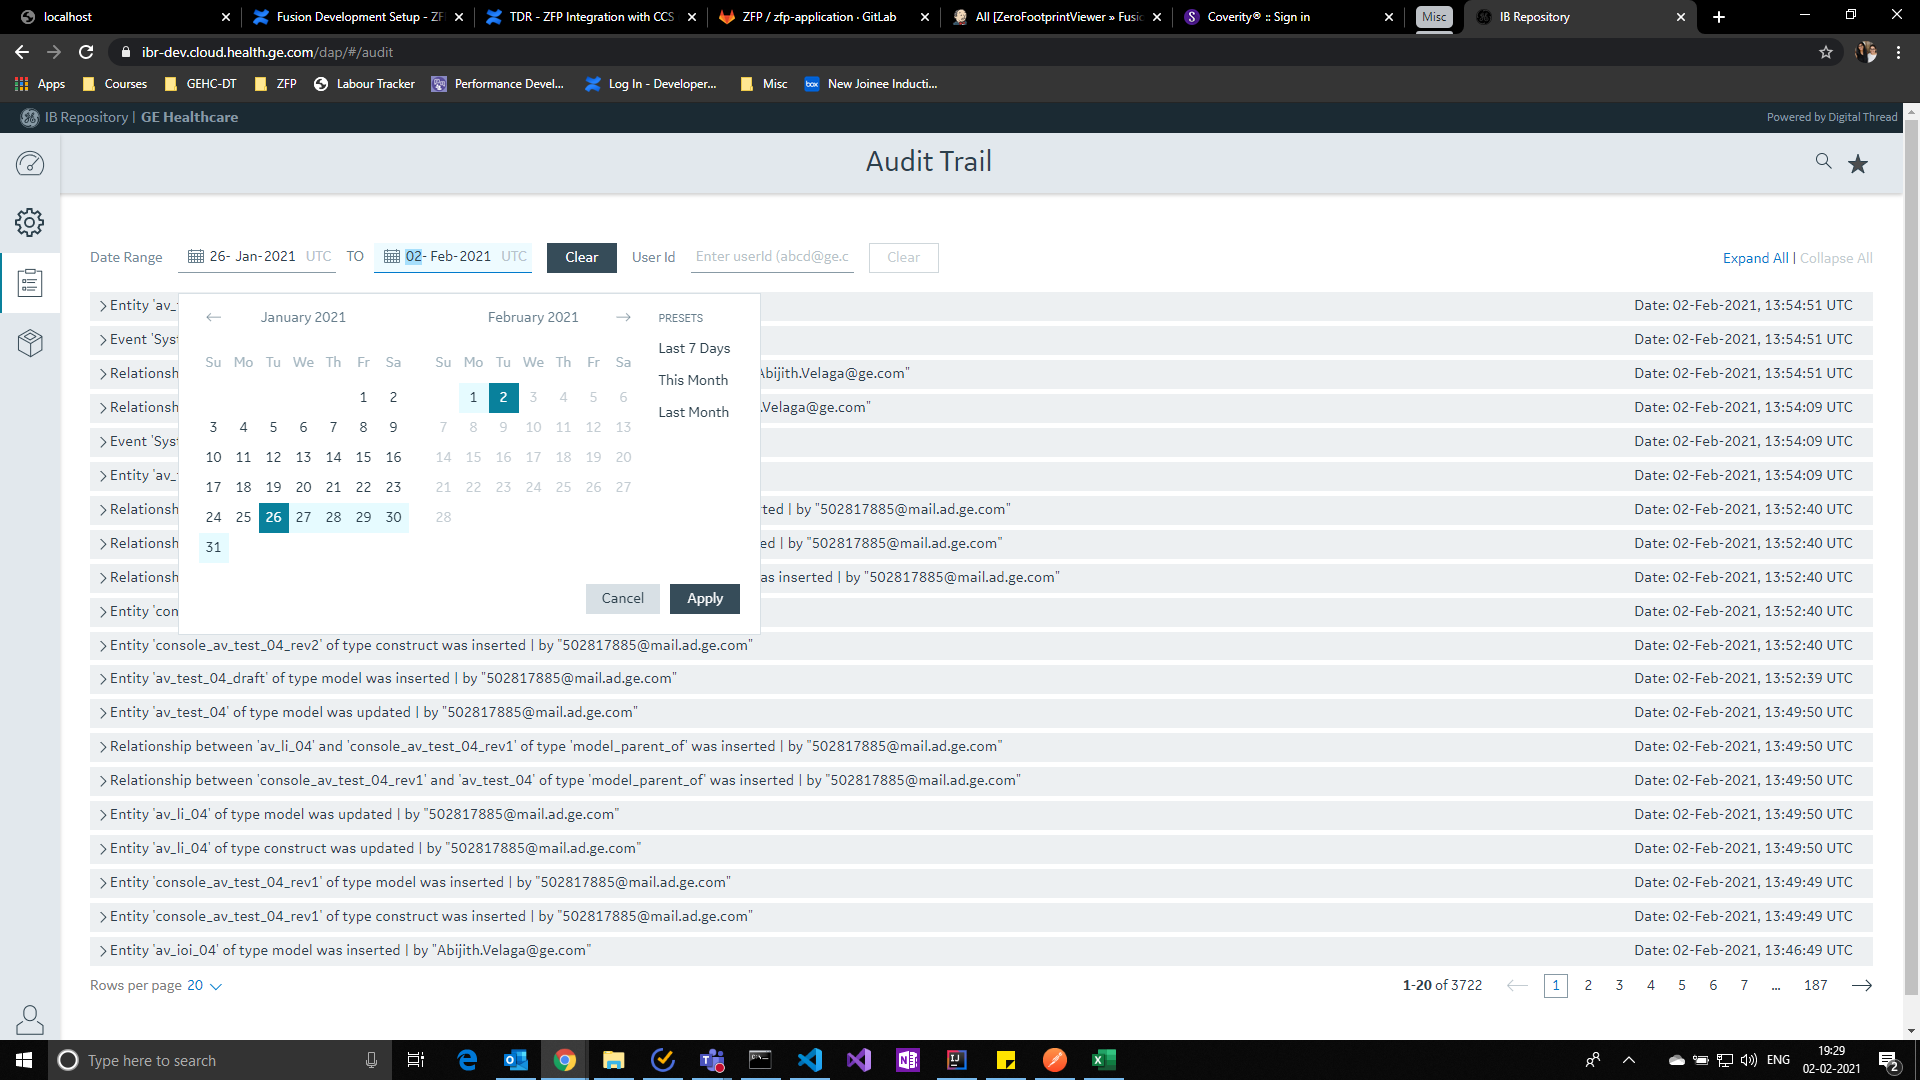 localhost
Fusion Development Setup - ZF
TDR - ZFP Integration with CCS
ZFP / zfp-application · GitLab
All [ZeroFootprintViewer » Fusio
Coverity® :: Sign in
Misc
IB Repository
ibr-dev.cloud.health.ge.com/dap/#/audit
Apps
Courses
GEHC-DT
ZFP
Labour Tracker
Performance Devel...
Log In - Developer...
Misc
box
New Joinee Inducti...
IB Repository | GE Healthcare
Powered by Digital Thread
Audit Trail
Date Range 26- Jan-2021 UTC TO 02- Feb-2021 UTC Clear User Id Enter userId (abcd@ge.c Clear
Expand All | Collapse All
January 2021
Su Mo Tu We Th Fr Sa
1 2
3 4 5 6 7 8 9
10 11 12 13 14 15 16
17 18 19 20 21 22 23
24 25 26 27 28 29 30
31
February 2021
Su Mo Tu We Th Fr Sa
1 2 3 4 5 6
7 8 9 10 11 12 13
14 15 16 17 18 19 20
21 22 23 24 25 26 27
28
PRESETS
Last 7 Days
This Month
Last Month
Cancel Apply
Entity 'av_ Date: 02-Feb-2021, 13:54:51 UTC
Event 'Syst Date: 02-Feb-2021, 13:54:51 UTC
Relationsh Abijith.Velaga@ge.com" Date: 02-Feb-2021, 13:54:51 UTC
Relationsh .Velaga@ge.com" Date: 02-Feb-2021, 13:54:09 UTC
Event 'Syst Date: 02-Feb-2021, 13:54:09 UTC
Entity 'av_ Date: 02-Feb-2021, 13:54:09 UTC
Relationsh ted | by "502817885@mail.ad.ge.com" Date: 02-Feb-2021, 13:52:40 UTC
Relationsh ed | by "502817885@mail.ad.ge.com" Date: 02-Feb-2021, 13:52:40 UTC
Relationsh as inserted | by "502817885@mail.ad.ge.com" Date: 02-Feb-2021, 13:52:40 UTC
Entity 'con Date: 02-Feb-2021, 13:52:40 UTC
Entity 'console_av_test_04_rev2' of type construct was inserted | by "502817885@mail.ad.ge.com" Date: 02-Feb-2021, 13:52:40 UTC
Entity 'av_test_04_draft' of type model was inserted | by "502817885@mail.ad.ge.com" Date: 02-Feb-2021, 13:52:39 UTC
Entity 'av_test_04' of type model was updated | by "502817885@mail.ad.ge.com" Date: 02-Feb-2021, 13:49:50 UTC
Relationship between 'av_li_04' and 'console_av_test_04_rev1' of type 'model_parent_of' was inserted | by "502817885@mail.ad.ge.com" Date: 02-Feb-2021, 13:49:50 UTC
Relationship between 'console_av_test_04_rev1' and 'av_test_04' of type 'model_parent_of' was inserted | by "502817885@mail.ad.ge.com" Date: 02-Feb-2021, 13:49:50 UTC
Entity 'av_li_04' of type model was updated | by "502817885@mail.ad.ge.com" Date: 02-Feb-2021, 13:49:50 UTC
Entity 'av_li_04' of type construct was updated | by "502817885@mail.ad.ge.com" Date: 02-Feb-2021, 13:49:50 UTC
Entity 'console_av_test_04_rev1' of type model was inserted | by "502817885@mail.ad.ge.com" Date: 02-Feb-2021, 13:49:49 UTC
Entity 'console_av_test_04_rev1' of type construct was inserted | by "502817885@mail.ad.ge.com" Date: 02-Feb-2021, 13:49:49 UTC
Entity 'av_ioi_04' of type model was inserted | by "Abijith.Velaga@ge.com" Date: 02-Feb-2021, 13:46:49 UTC
Rows per page 20
1-20 of 3722 1 2 3 4 5 6 7 ... 187
Type here to search
ENG
19:29
02-02-2021
2